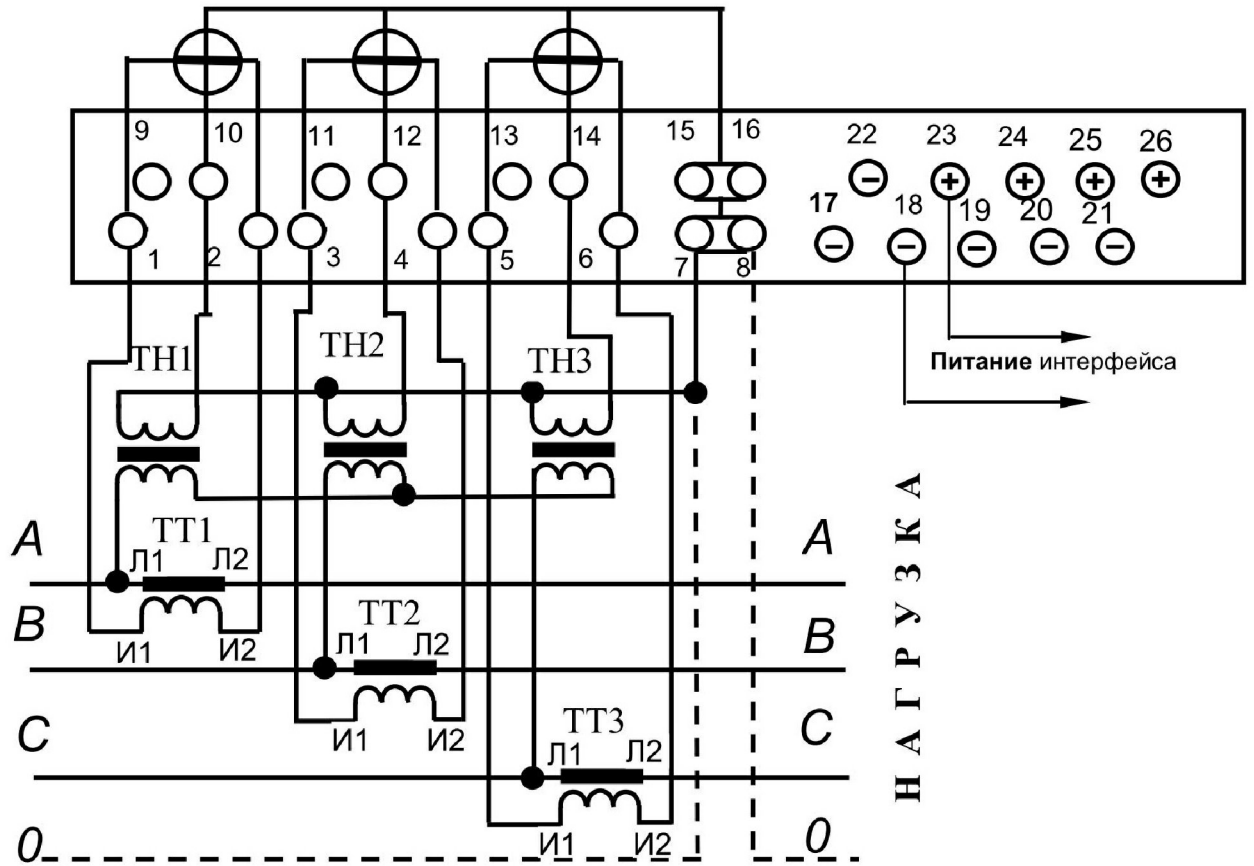 9 10 11 12 13 14 15 16 22 23 24 25 26
17 18 19 20 21
1 2 3 4 5 6 7 8
ТН1 ТН2 ТН3
Питание интерфейса
ТТ1
A Л1 Л2 A
ТТ2
B И1 И2 Л1 Л2 B
ТТ3
C И1 И2 Л1 Л2 C
0 И1 И2 0
НАГРУЗКА